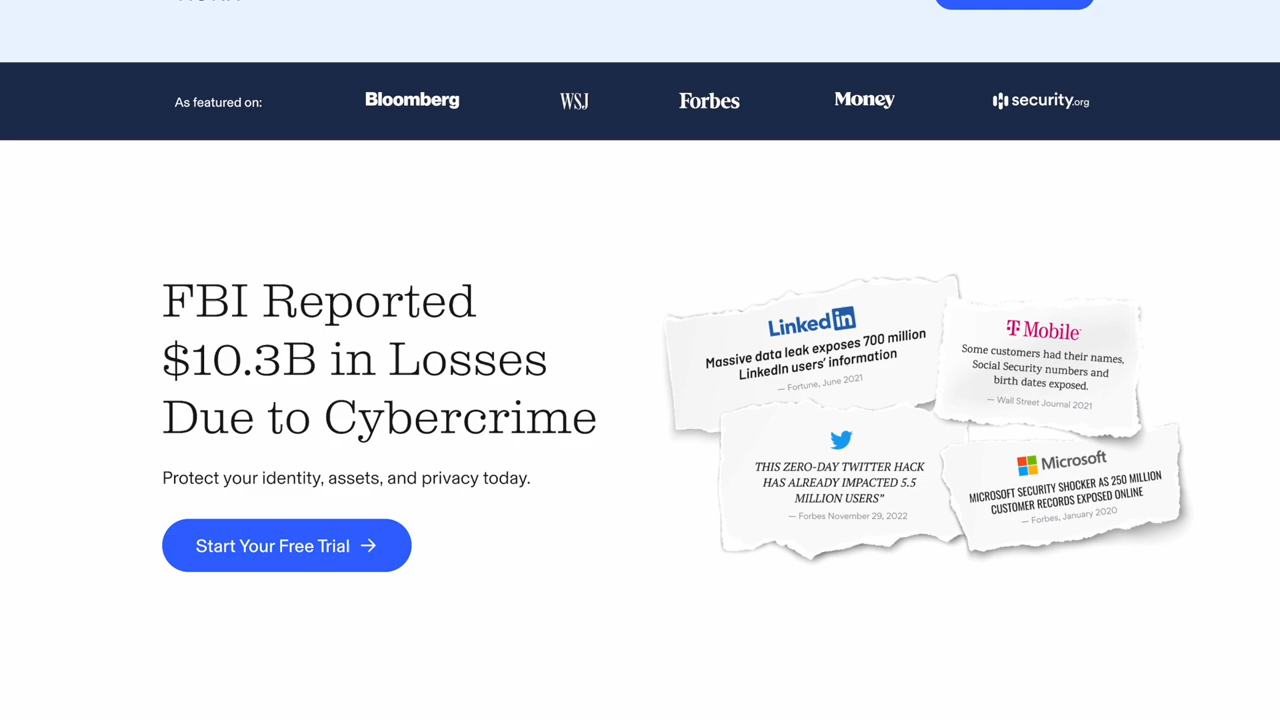 As featured on:
Bloomberg
WSJ
Forbes
Money
security.org
FBI Reported
$10.3B in Losses
Due to Cybercrime
Protect your identity, assets, and privacy today.
Start Your Free Trial →
Linkedin
Massive data leak exposes 700 million
LinkedIn users' information
— Fortune, June 2021
T Mobile
Some customers had their names,
Social Security numbers and
birth dates exposed.
— Wall Street Journal 2021
THIS ZERO-DAY TWITTER HACK
HAS ALREADY IMPACTED 5.5
MILLION USERS”
— Forbes November 29, 2022
Microsoft
MICROSOFT SECURITY SHOCKER AS 250 MILLION
CUSTOMER RECORDS EXPOSED ONLINE
— Forbes, January 2020